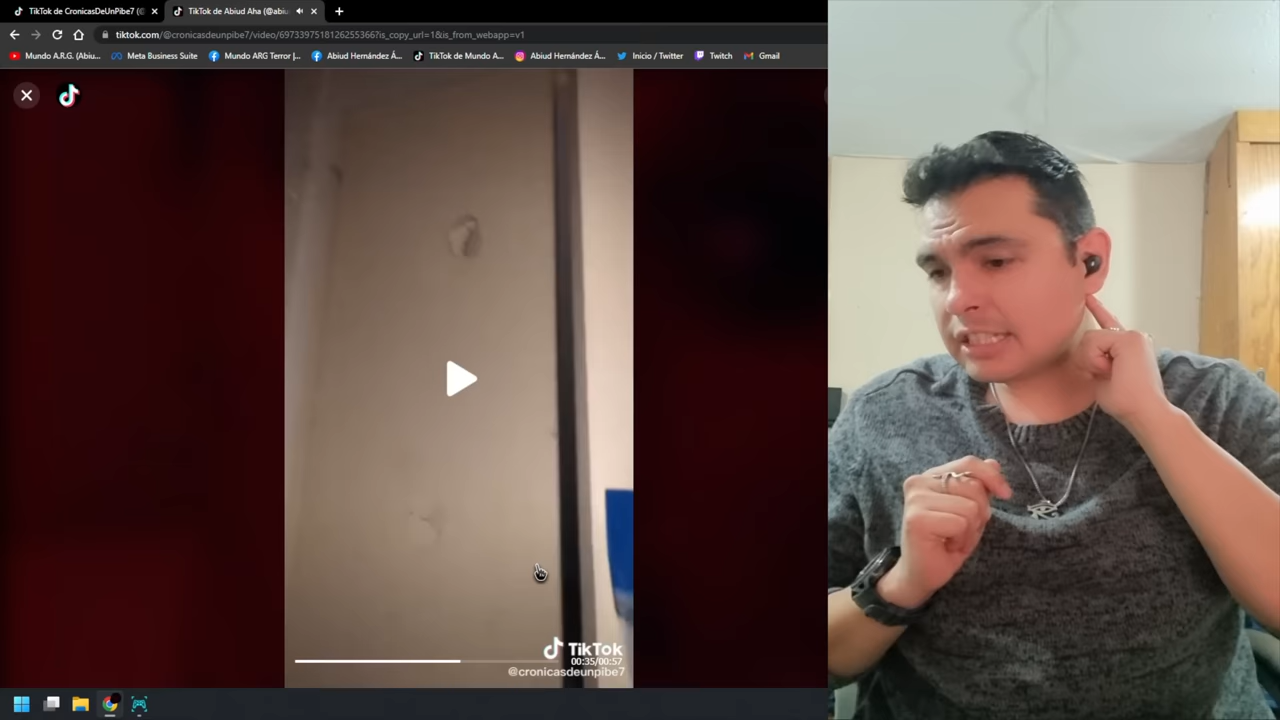 TikTok de CronicasDeUnPibe7 (
TikTok de Abiud Aha (@abiu
tiktok.com/@cronicasdeunpibe7/video/6973397518126255366?is_copy_url=1&is_from_webapp=v1
Mundo A.R.G. (Abiu...
Meta Business Suite
Mundo ARG Terror |...
Abiud Hernández Á...
TikTok de Mundo A...
Abiud Hernández Á...
Inicio / Twitter
Twitch
Gmail
TikTok
00:35/00:57
@cronicasdeunpibe7